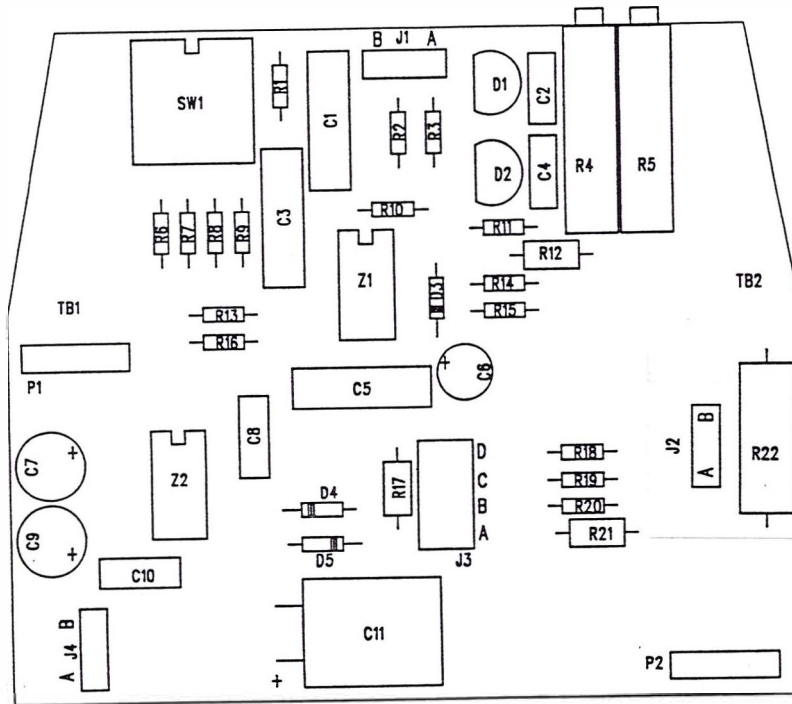 B J1 A
SW1
R1
C1
R2
R3
D1
C2
D2
C4
R4
R5
C3
R10
R6
R7
R8
R9
R11
R12
Z1
D3
R14
R15
TB1
TB2
R13
R16
P1
C5
C6
+
C7
+
Z2
C8
R17
D
C
B
A
J3
R18
R19
R20
R21
J2
B
A
R22
D4
D5
C9
+
C10
C11
+
B
J4
A
P2